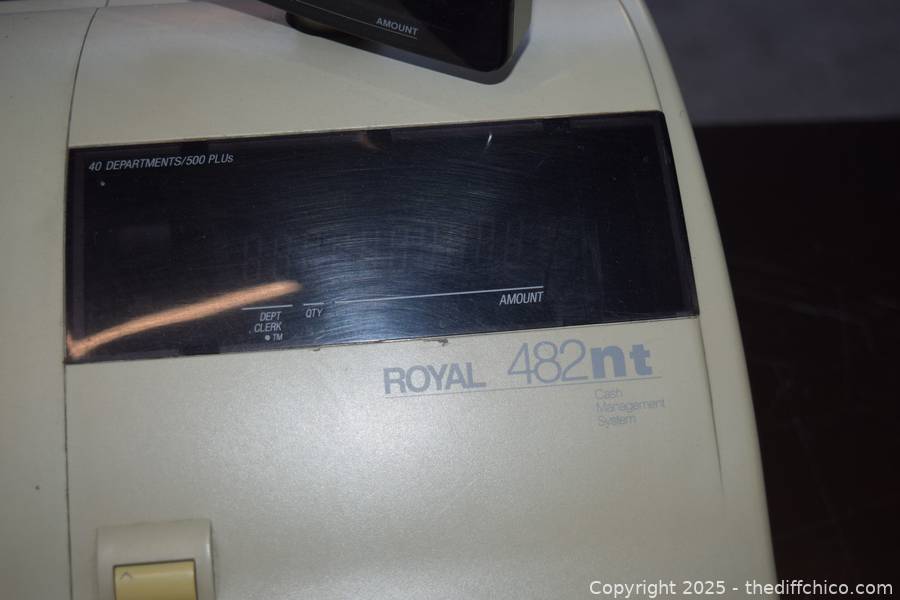 AMOUNT
40 DEPARTMENTS/500 PLUs
DEPT QTY AMOUNT
CLERK
TM
ROYAL 482nt
Cash
Management
System
Copyright 2025 - thediffchico.com